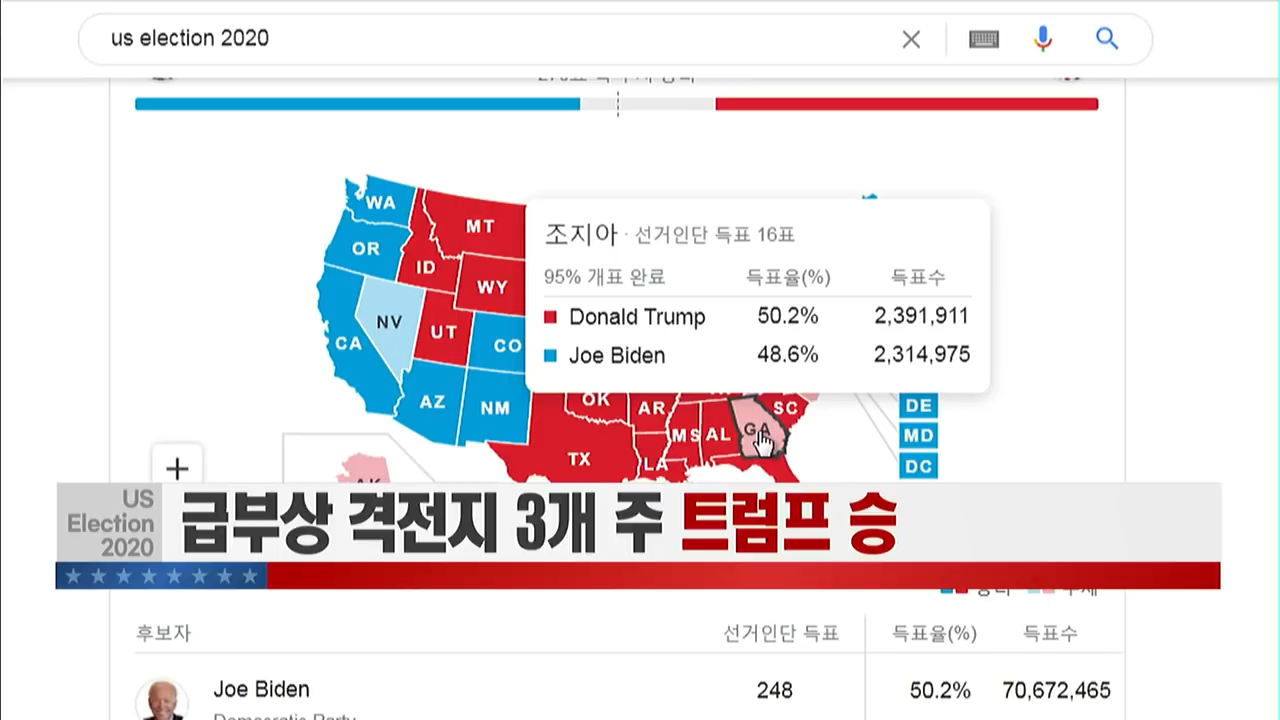 us election 2020
WA
MT
OR
ID
WY
NV
UT
CA
CO
AZ
NM
조지아 · 선거인단 득표 16표
95% 개표 완료 득표율(%) 득표수
Donald Trump 50.2% 2,391,911
Joe Biden 48.6% 2,314,975
OK
AR
SC
DE
MS
AL
GA
MD
TX
LA
DC
+
US
Election
2020
급부상 격전지 3개 주 트럼프 승
후보자 선거인단 득표 득표율(%) 득표수
Joe Biden 248 50.2% 70,672,465